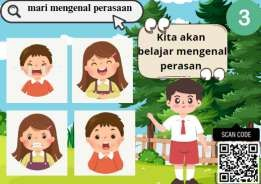 mari mengenal perasaan
3
Kita akan
belajar mengenal
perasan
SCAN CODE